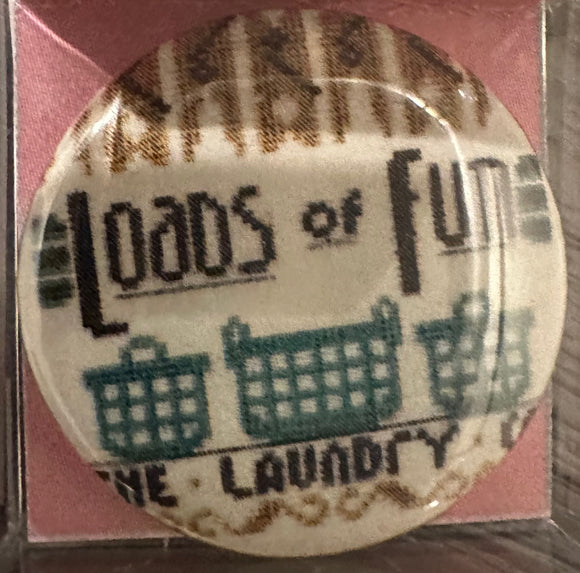 Loads of Fun
THE · LAUNDRY ·